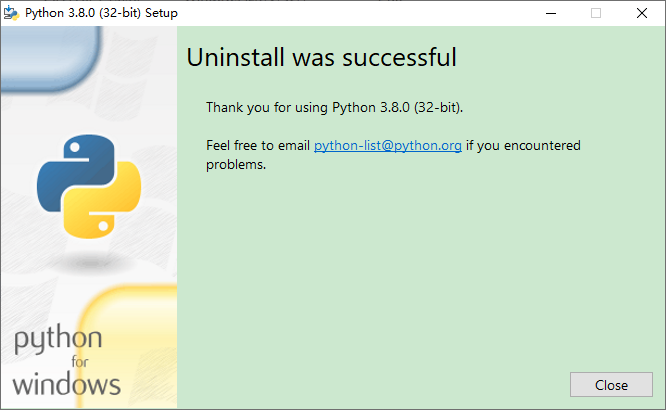 Python 3.8.0 (32-bit) Setup
Uninstall was successful
Thank you for using Python 3.8.0 (32-bit).
Feel free to email python-list@python.org if you encountered
problems.
python
for
windows
Close